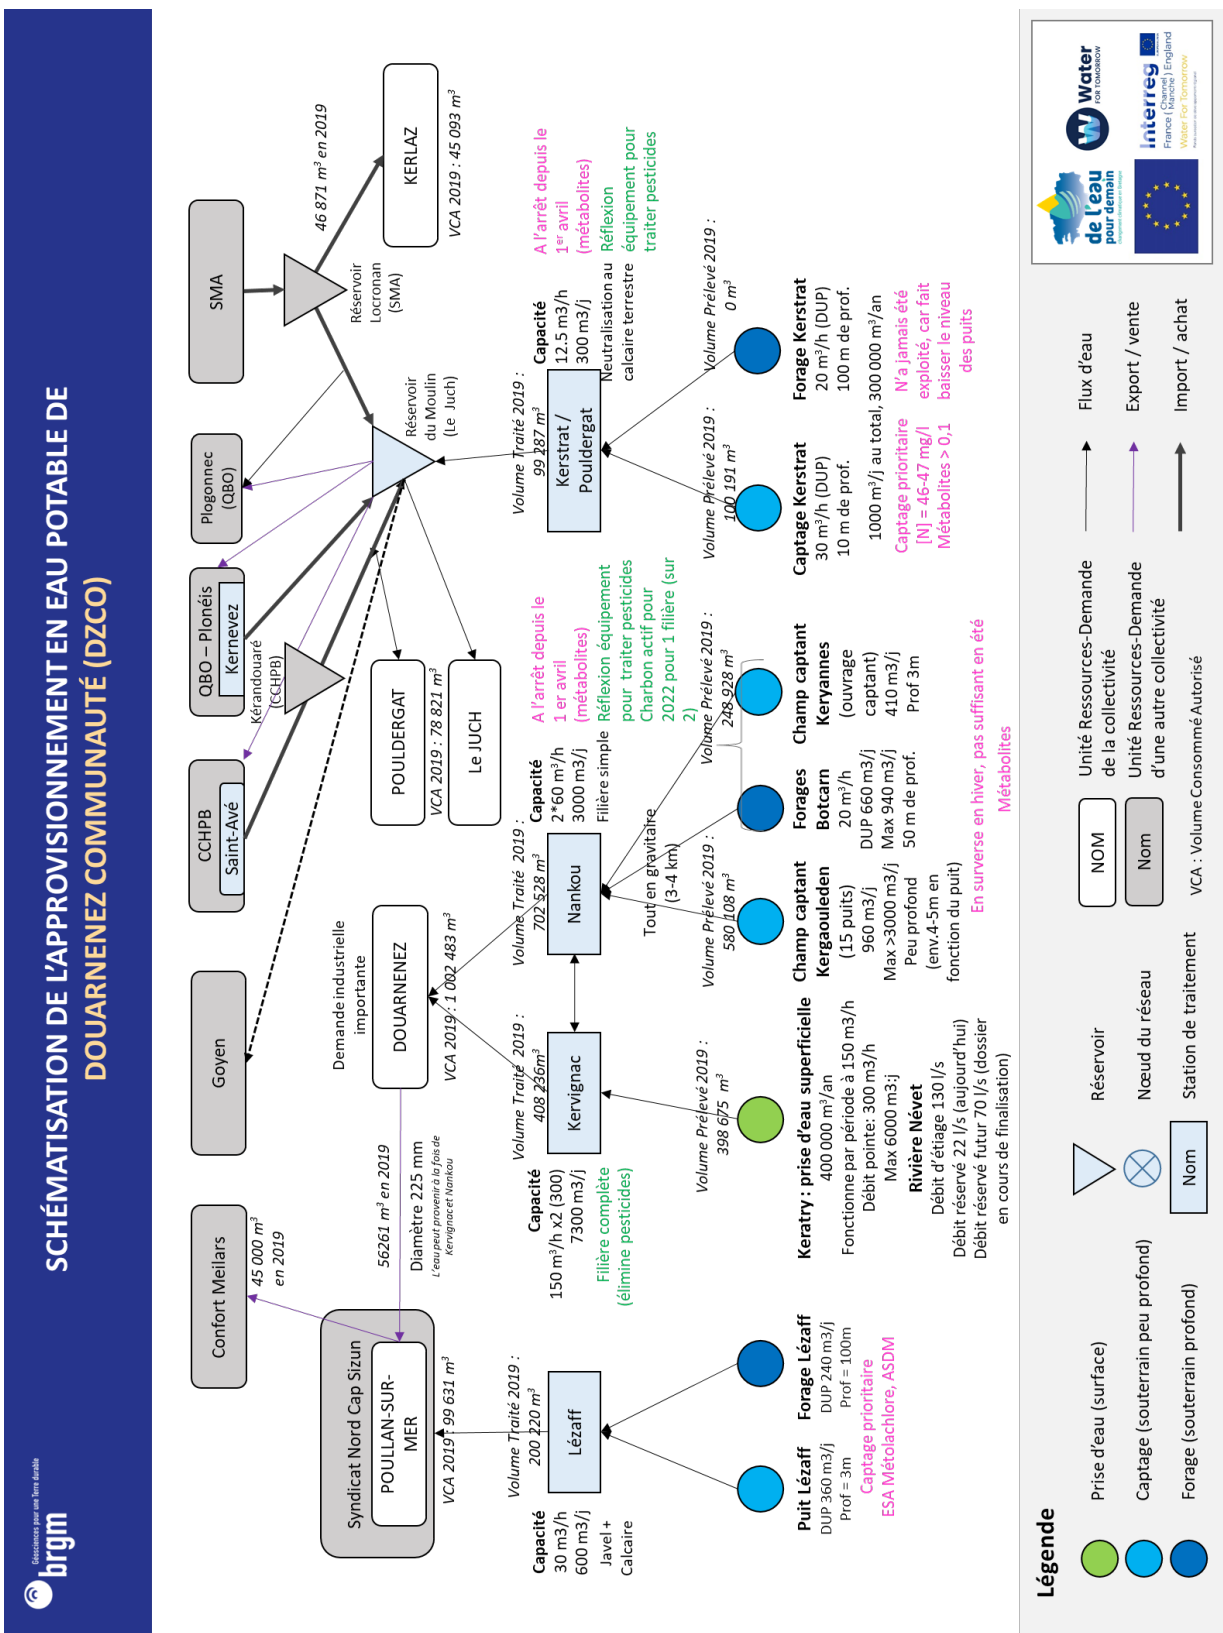 SCHÉMATISATION DE L'APPROVISIONNEMENT EN EAU POTABLE DE
DOUARNENEZ COMMUNAUTÉ (DZCO)
Géosciences pour une Terre durable
brgm
Confort Meilars
45 000 m³
en 2019
Goyen
CCHPB
Saint-Avé
QBO – Plonéis
Kernevez
Kérandouaré
(CCHPB)
Plogonnec
(QBO)
SMA
Réservoir
Locronan
(SMA)
46 871 m³ en 2019
KERLAZ
VCA 2019 : 45 093 m³
Réservoir
du Moulin
(Le Juch)
Syndicat Nord Cap Sizun
POULLAN-SUR-
MER
VCA 2019 : 99 631 m³
56261 m³ en 2019
Diamètre 225 mm
L'eau peut provenir à la fois de
Kervignac et Nankou
Demande industrielle
importante
DOUARNENEZ
VCA 2019 : 1 002 483 m³
POULDERGAT
VCA 2019 : 78 821 m³
Le JUCH
Volume Traité 2019 :
200 220 m³
Lézaff
Capacité
30 m3/h
600 m3/j
Javel +
Calcaire
Volume Traité 2019 :
408 236m³
Kervignac
Capacité
150 m³/h x2 (300)
7300 m3/j
Filière complète
(élimine pesticides)
Volume Traité 2019 :
702 528 m³
Nankou
Capacité
2*60 m³/h
3000 m3/j
Filière simple
A l'arrêt depuis le
1 er avril
(métabolites)
Réflexion équipement
pour traiter pesticides
Charbon actif pour
2022 pour 1 filière (sur
2)
Tout en gravitaire
(3-4 km)
Volume Traité 2019 :
99 287 m³
Kerstrat /
Pouldergat
Capacité
12.5 m3/h
300 m3/j
Neutralisation au
calcaire terrestre
A l'arrêt depuis le
1er avril
(métabolites)
Réflexion
équipement pour
traiter pesticides
Puit Lézaff
DUP 360 m3/j
Prof = 3m
Forage Lézaff
DUP 240 m3/j
Prof = 100m
Captage prioritaire
ESA Métolachlore, ASDM
Volume Prélevé 2019 :
398 675 m³
Keratry : prise d'eau superficielle
400 000 m³/an
Fonctionne par période à 150 m3/h
Débit pointe: 300 m3/h
Max 6000 m3:j
Rivière Névet
Débit d'étiage 130 l/s
Débit réservé 22 l/s (aujourd'hui)
Débit réservé futur 70 l/s (dossier
en cours de finalisation)
Volume Prélevé 2019 :
580 108 m³
Champ captant
Kergaouleden
(15 puits)
960 m3/j
Max >3000 m3/j
Peu profond
(env.4-5m en
fonction du puit)
Volume Prélevé 2019 :
248 928 m³
Forages
Botcarn
20 m³/h
DUP 660 m3/j
Max 940 m3/j
50 m de prof.
Champ captant
Keryannes
(ouvrage
captant)
410 m3/j
Prof 3m
En surverse en hiver, pas suffisant en été
Métabolites
Volume Prélevé 2019 :
100 191 m³
Captage Kerstrat
30 m³/h (DUP)
10 m de prof.
Volume Prélevé 2019 :
0 m³
Forage Kerstrat
20 m³/h (DUP)
100 m de prof.
1000 m³/j au total, 300 000 m³/an
Captage prioritaire
[N] = 46-47 mg/l
Métabolites > 0,1
N'a jamais été
exploité, car fait
baisser le niveau
des puits
Légende
Prise d'eau (surface)
Captage (souterrain peu profond)
Forage (souterrain profond)
Réservoir
Nœud du réseau
Nom
Station de traitement
NOM
Unité Ressources-Demande
de la collectivité
Nom
Unité Ressources-Demande
d'une autre collectivité
VCA : Volume Consommé Autorisé
Flux d'eau
Export / vente
Import / achat
de l'eau
pour demain
Water
FOR TOMORROW
Interreg
France ( Channel Manche ) England
Water For Tomorrow